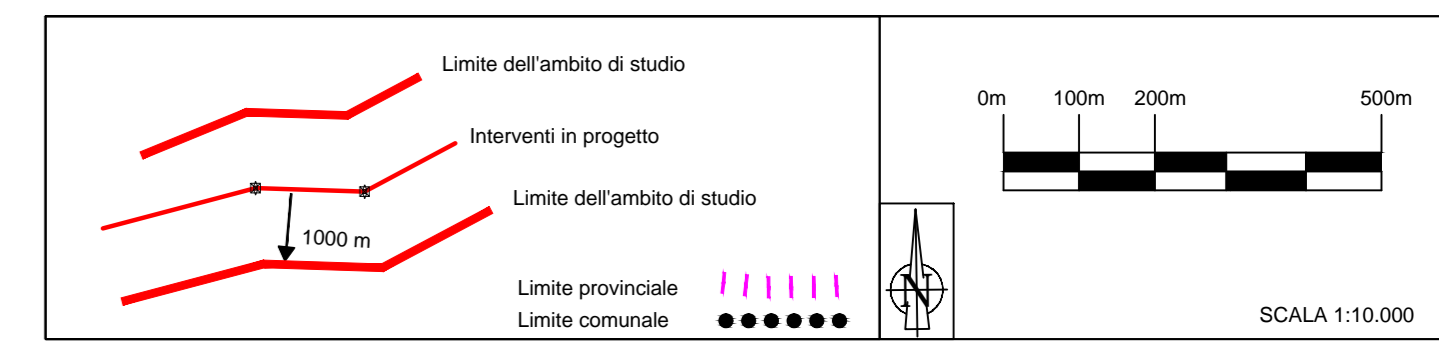 Limite dell'ambito di studio
Interventi in progetto
Limite dell'ambito di studio
1000 m
Limite provinciale
Limite comunale
0m 100m 200m 500m
N
SCALA 1:10.000